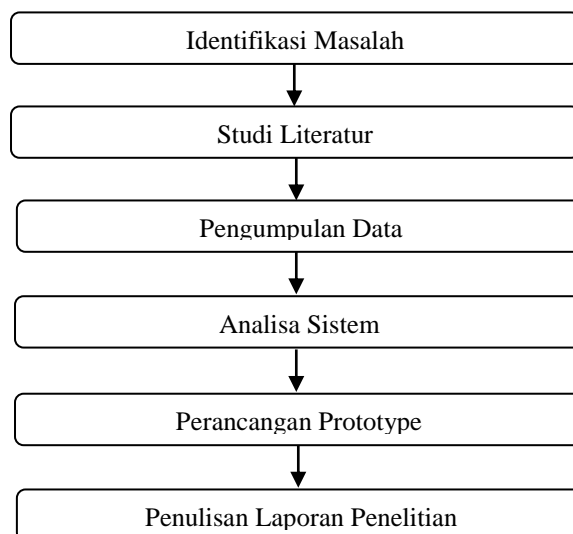 Identifikasi Masalah
Studi Literatur
Pengumpulan Data
Analisa Sistem
Perancangan Prototype
Penulisan Laporan Penelitian